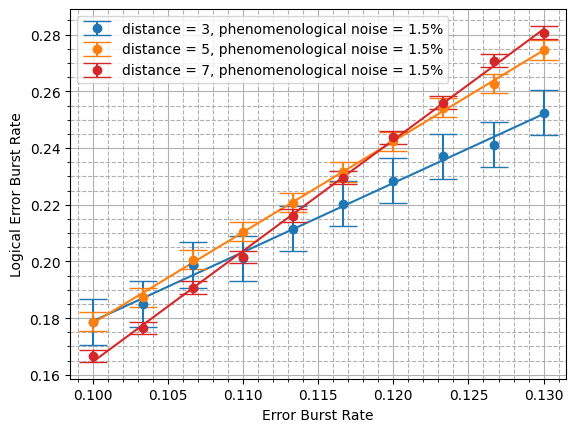 distance = 3, phenomenological noise = 1.5%
distance = 5, phenomenological noise = 1.5%
distance = 7, phenomenological noise = 1.5%
Logical Error Burst Rate
0.28
0.26
0.24
0.22
0.20
0.18
0.16
0.100 0.105 0.110 0.115 0.120 0.125 0.130
Error Burst Rate